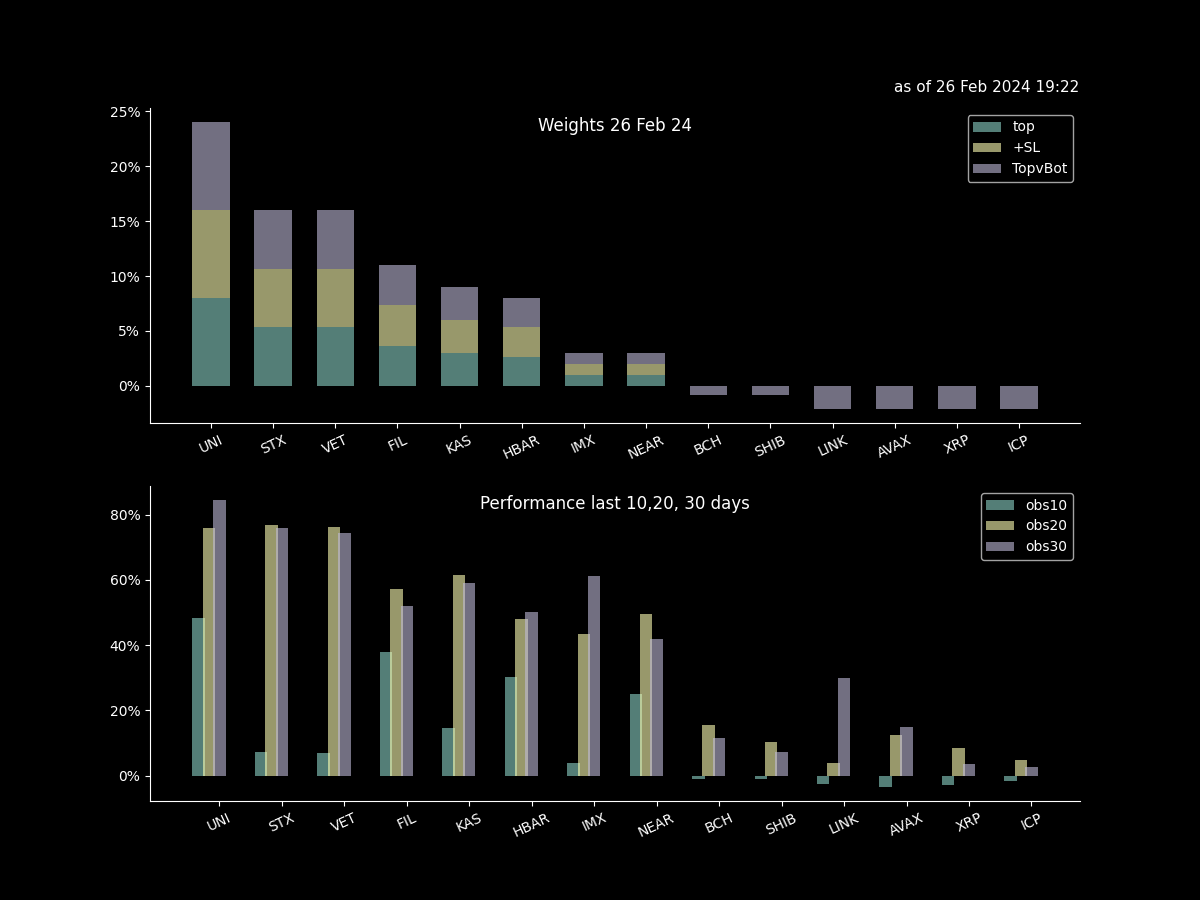 as of 26 Feb 2024 19:22
Weights 26 Feb 24
top
+SL
TopvBot
25%
20%
15%
10%
5%
0%
UNI STX VET FIL KAS HBAR IMX NEAR BCH SHIB LINK AVAX XRP ICP
Performance last 10,20, 30 days
obs10
obs20
obs30
80%
60%
40%
20%
0%
UNI STX VET FIL KAS HBAR IMX NEAR BCH SHIB LINK AVAX XRP ICP